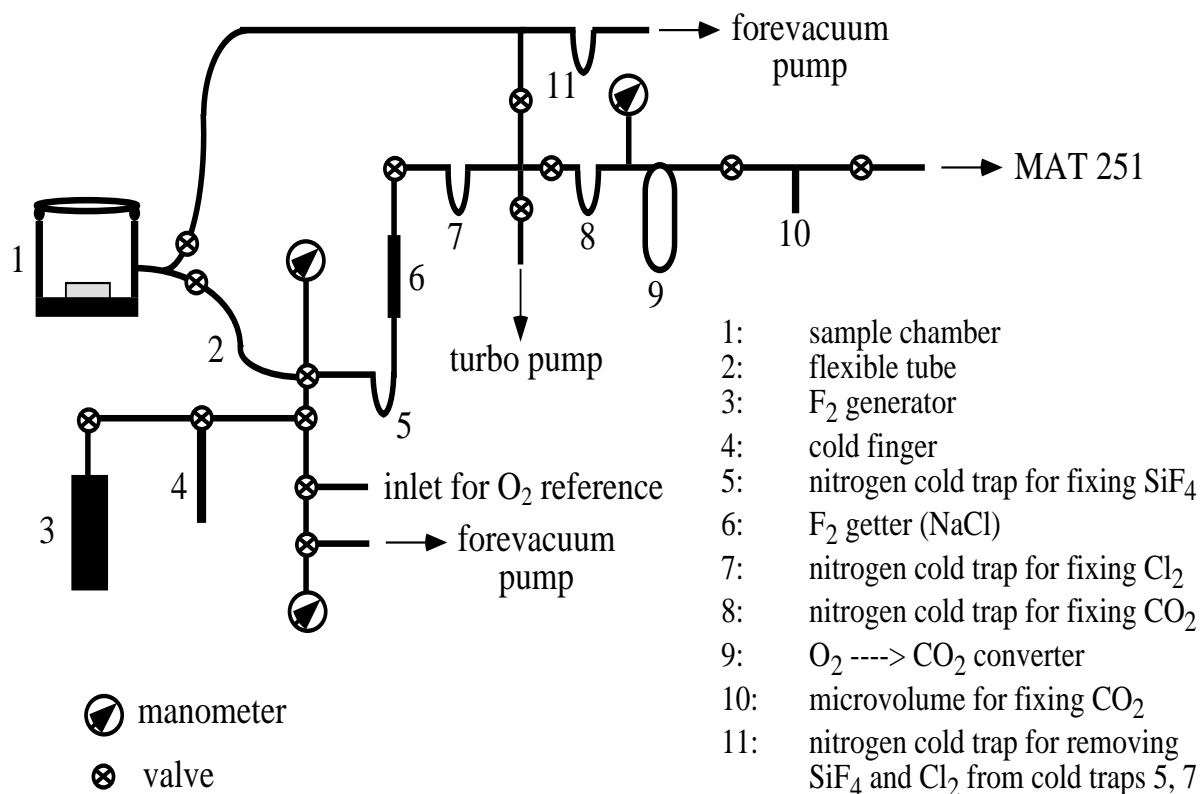 forevacuum
pump
11
MAT 251
1
7
8
10
6
9
2
turbo pump
5
4
3
inlet for O₂ reference
forevacuum
pump
manometer
valve
1: sample chamber
2: flexible tube
3: F₂ generator
4: cold finger
5: nitrogen cold trap for fixing SiF₄
6: F₂ getter (NaCl)
7: nitrogen cold trap for fixing Cl₂
8: nitrogen cold trap for fixing CO₂
9: O₂ ----> CO₂ converter
10: microvolume for fixing CO₂
11: nitrogen cold trap for removing
SiF₄ and Cl₂ from cold traps 5, 7